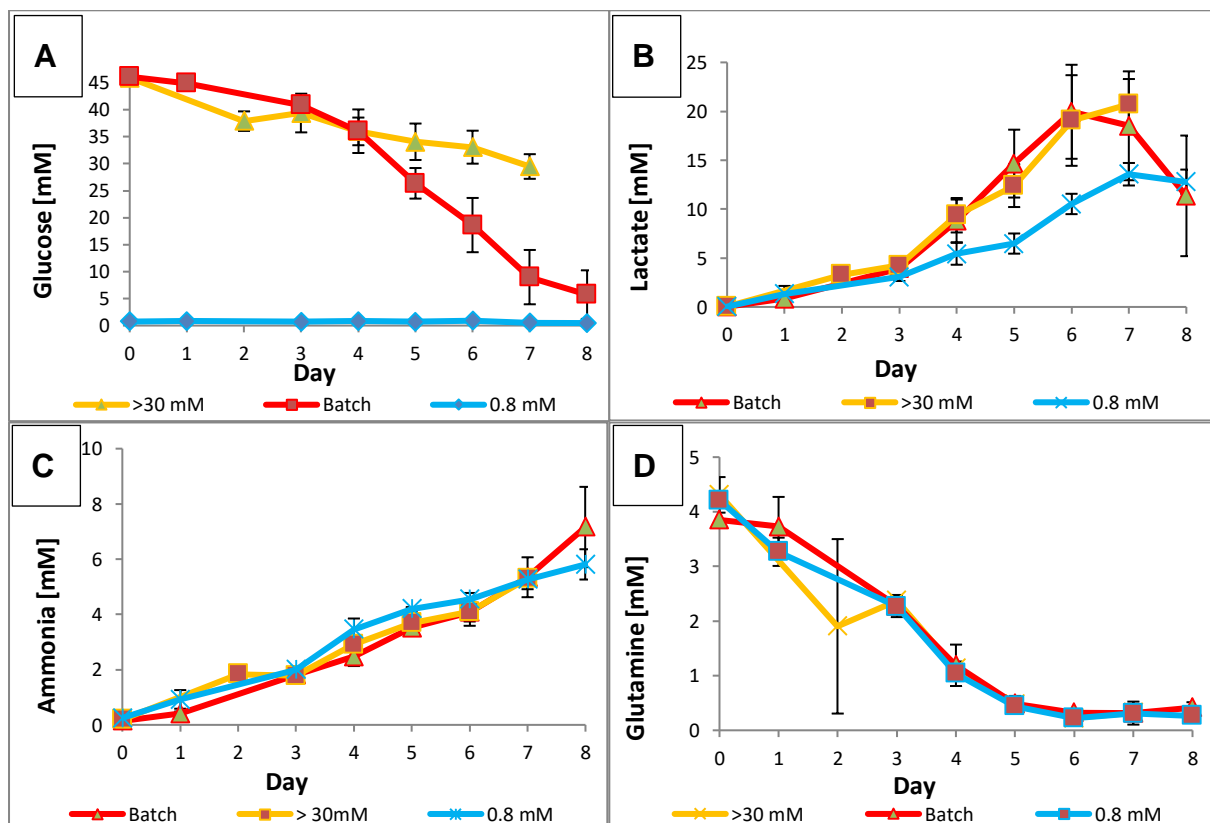 A
Glucose [mM]
45
40
35
30
25
20
15
10
5
0
0 1 2 3 4 5 6 7 8
Day
>30 mM Batch 0.8 mM
B
Lactate [mM]
25
20
15
10
5
0
0 1 2 3 4 5 6 7 8
Day
Batch >30 mM 0.8 mM
C
Ammonia [mM]
10
8
6
4
2
0
0 1 2 3 4 5 6 7 8
Day
Batch > 30mM 0.8 mM
D
Glutamine [mM]
5
4
3
2
1
0
0 1 2 3 4 5 6 7 8
Day
>30 mM Batch 0.8 mM